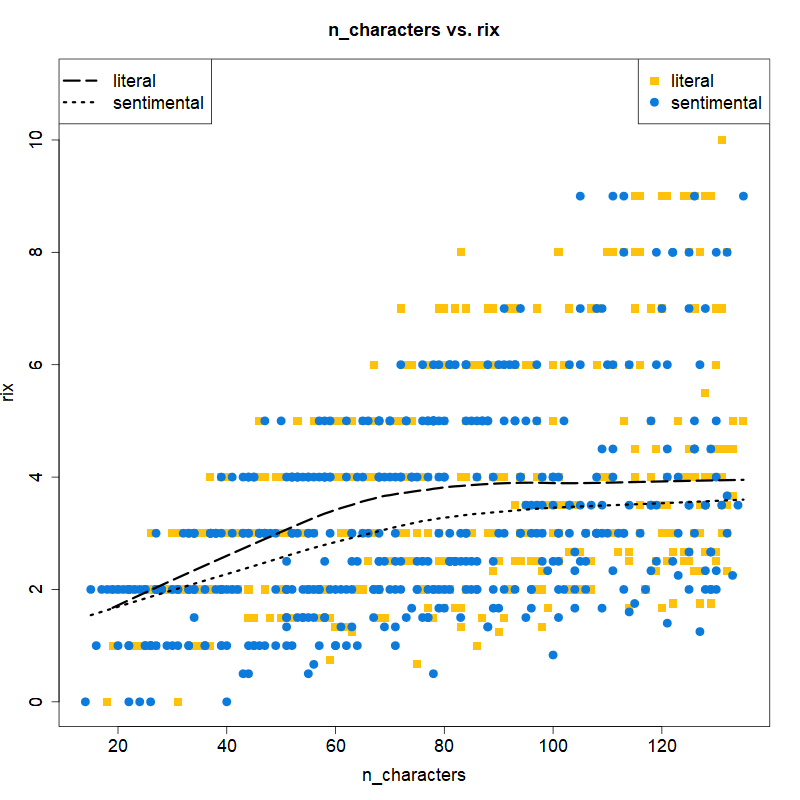 n_characters vs. rix
literal
sentimental
literal
sentimental
10
8
6
4
2
0
rix
20 40 60 80 100 120
n_characters